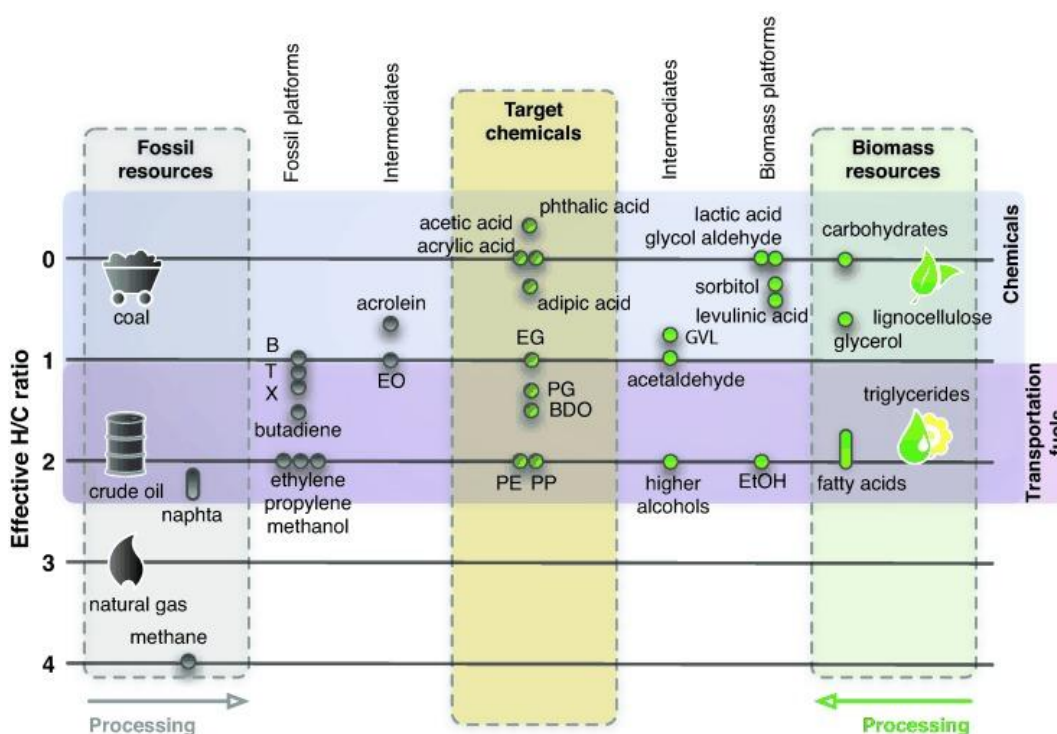 Fossil platforms
Intermediates
Target
chemicals
Intermediates
Biomass platforms
Fossil
resources
Biomass
resources
Effective H/C ratio
0
1
2
3
4
coal
crude oil
naphta
natural gas
methane
B
T
X
butadiene
ethylene
propylene
methanol
acrolein
EO
phthalic acid
acetic acid
acrylic acid
adipic acid
EG
PG
BDO
PE PP
GVL
acetaldehyde
higher
alcohols
lactic acid
glycol aldehyde
sorbitol
levulinic acid
EtOH
carbohydrates
lignocellulose
glycerol
triglycerides
fatty acids
Chemicals
Transportation
fuels
Processing
Processing